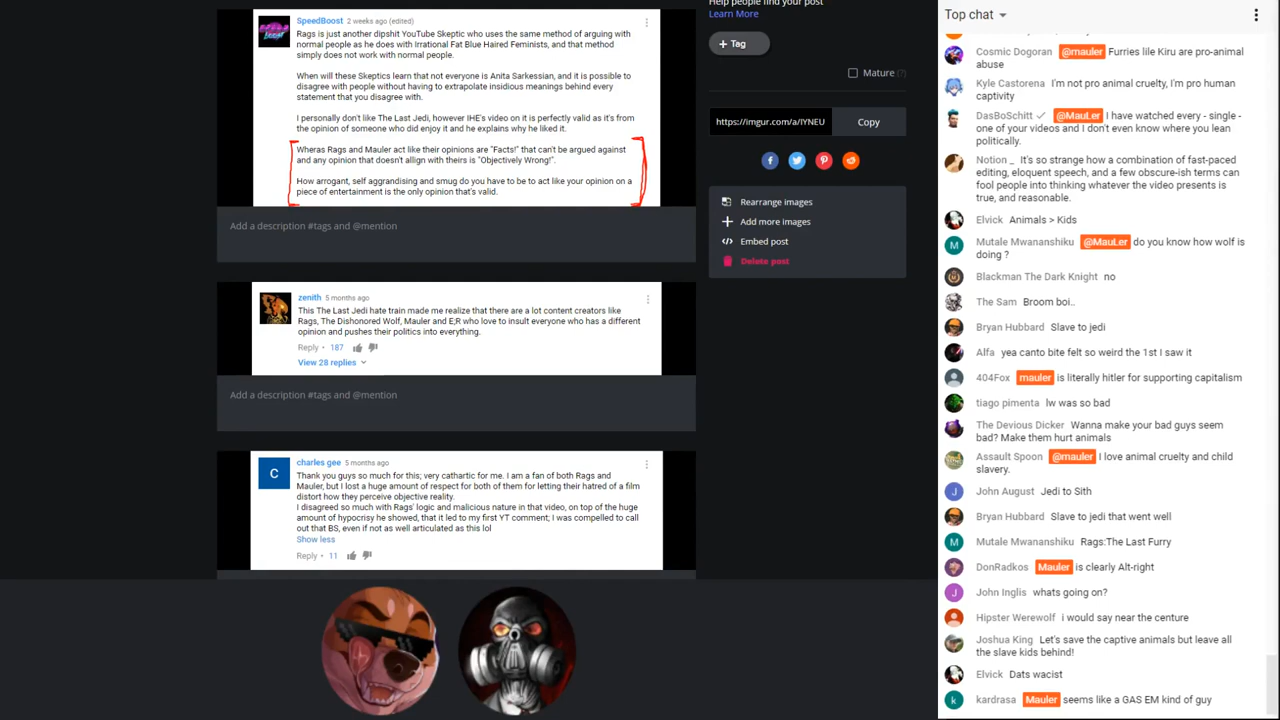 SpeedBoost 2 weeks ago (edited)
Rags is just another dipshit YouTube Skeptic who uses the same method of arguing with
normal people as he does with Irrational Fat Blue Haired Feminists, and that method
simply does not work with normal people.
When will these Skeptics learn that not everyone is Anita Sarkessian, and it is possible to
disagree with people without having to extrapolate insidious meanings behind every
statement that you disagree with.
I personally don't like The Last Jedi, however IHE's video on it is perfectly valid as it's from
the opinion of someone who did enjoy it and he explains why he liked it.
Wheras Rags and Mauler act like their opinions are "Facts!" that can't be argued against
and any opinion that doesn't allign with theirs is "Objectively Wrong!".
How arrogant, self aggrandising and smug do you have to be to act like your opinion on a
piece of entertainment is the only opinion that's valid.
Add a description #tags and @mention
zenith 5 months ago
This The Last Jedi hate train made me realize that there are a lot content creators like
Rags, The Dishonored Wolf, Mauler and E;R who love to insult everyone who has a different
opinion and pushes their politics into everything.
Reply • 187
View 28 replies
Add a description #tags and @mention
C
charles gee 5 months ago
Thank you guys so much for this; very cathartic for me. I am a fan of both Rags and
Mauler, but I lost a huge amount of respect for both of them for letting their hatred of a film
distort how they perceive objective reality.
I disagreed so much with Rags' logic and malicious nature in that video, on top of the huge
amount of hypocrisy he showed, that it led to my first YT comment; I was compelled to call
out that BS, even if not as well articulated as this lol
Show less
Reply • 11
Help people find your post
Learn More
+ Tag
Mature (?)
https://imgur.com/a/IYNEU
Copy
Rearrange images
Add more images
Embed post
Delete post
Top chat
Cosmic Dogoran @mauler Furries lile Kiru are pro-animal
abuse
Kyle Castorena I'm not pro animal cruelty, I'm pro human
captivity
DasBoSchitt @MauLer I have watched every - single -
one of your videos and I don't even know where you lean
politically.
Notion _ It's so strange how a combination of fast-paced
editing, eloquent speech, and a few obscure-ish terms can
fool people into thinking whatever the video presents is
true, and reasonable.
Elvick Animals > Kids
M
Mutale Mwananshiku @MauLer do you know how wolf is
doing ?
Blackman The Dark Knight no
The Sam Broom boi..
Bryan Hubbard Slave to jedi
Alfa yea canto bite felt so weird the 1st I saw it
404Fox mauler is literally hitler for supporting capitalism
tiago pimenta lw was so bad
The Devious Dicker Wanna make your bad guys seem
bad? Make them hurt animals
Assault Spoon @mauler I love animal cruelty and child
slavery.
J
John August Jedi to Sith
Bryan Hubbard Slave to jedi that went well
M
Mutale Mwananshiku Rags:The Last Furry
DonRadkos Mauler is clearly Alt-right
J
John Inglis whats going on?
Hipster Werewolf i would say near the centure
Joshua King Let's save the captive animals but leave all
the slave kids behind!
Elvick Dats wacist
k
kardrasa Mauler seems like a GAS EM kind of guy